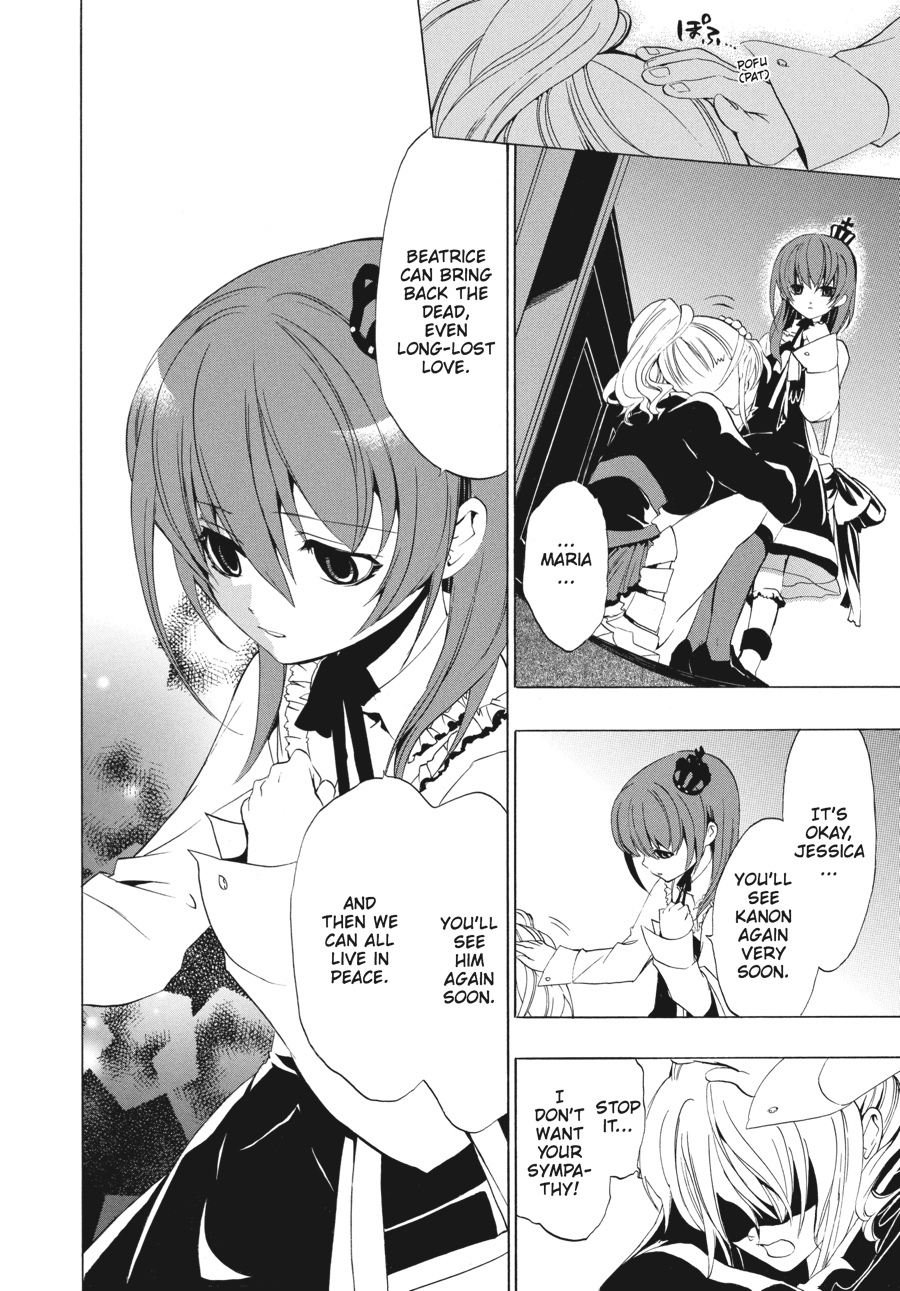 ぽふ...
POFU
(PAT)
...
MARIA
...
IT'S
OKAY,
JESSICA
...
YOU'LL
SEE
KANON
AGAIN
VERY
SOON.
STOP
IT...
I
DON'T
WANT
YOUR
SYMPA-
THY!
BEATRICE
CAN BRING
BACK THE
DEAD,
EVEN
LONG-LOST
LOVE.
YOU'LL
SEE
HIM
AGAIN
SOON.
AND
THEN WE
CAN ALL
LIVE IN
PEACE.